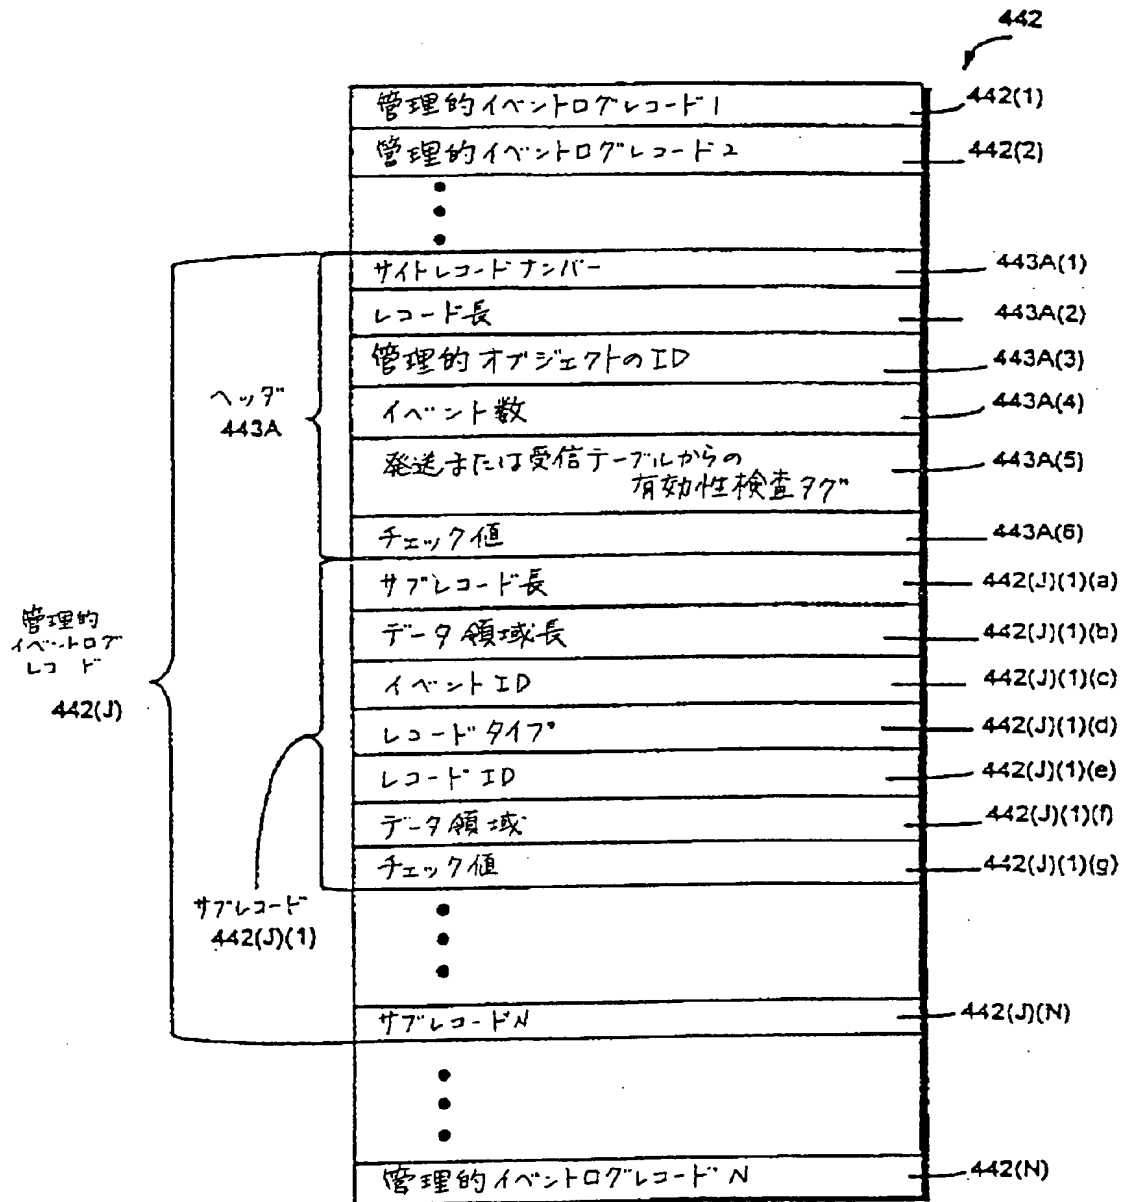 442
管理的イベントログレコード1
442(1)
管理的イベントログレコード2
442(2)
サイトレコードナンバー
443A(1)
レコード長
443A(2)
管理的オブジェクトのID
443A(3)
ヘッダ
443A
イベント数
443A(4)
発送または受信テーブルからの
有効性検査タグ
443A(5)
チェック値
443A(6)
サブレコード長
442(J)(1)(a)
データ領域長
442(J)(1)(b)
管理的
イベントログ
レコード
442(J)
イベントID
442(J)(1)(c)
レコードタイプ
442(J)(1)(d)
レコードID
442(J)(1)(e)
データ領域
442(J)(1)(f)
チェック値
442(J)(1)(g)
サブレコード
442(J)(1)
サブレコードN
442(J)(N)
管理的イベントログレコードN
442(N)